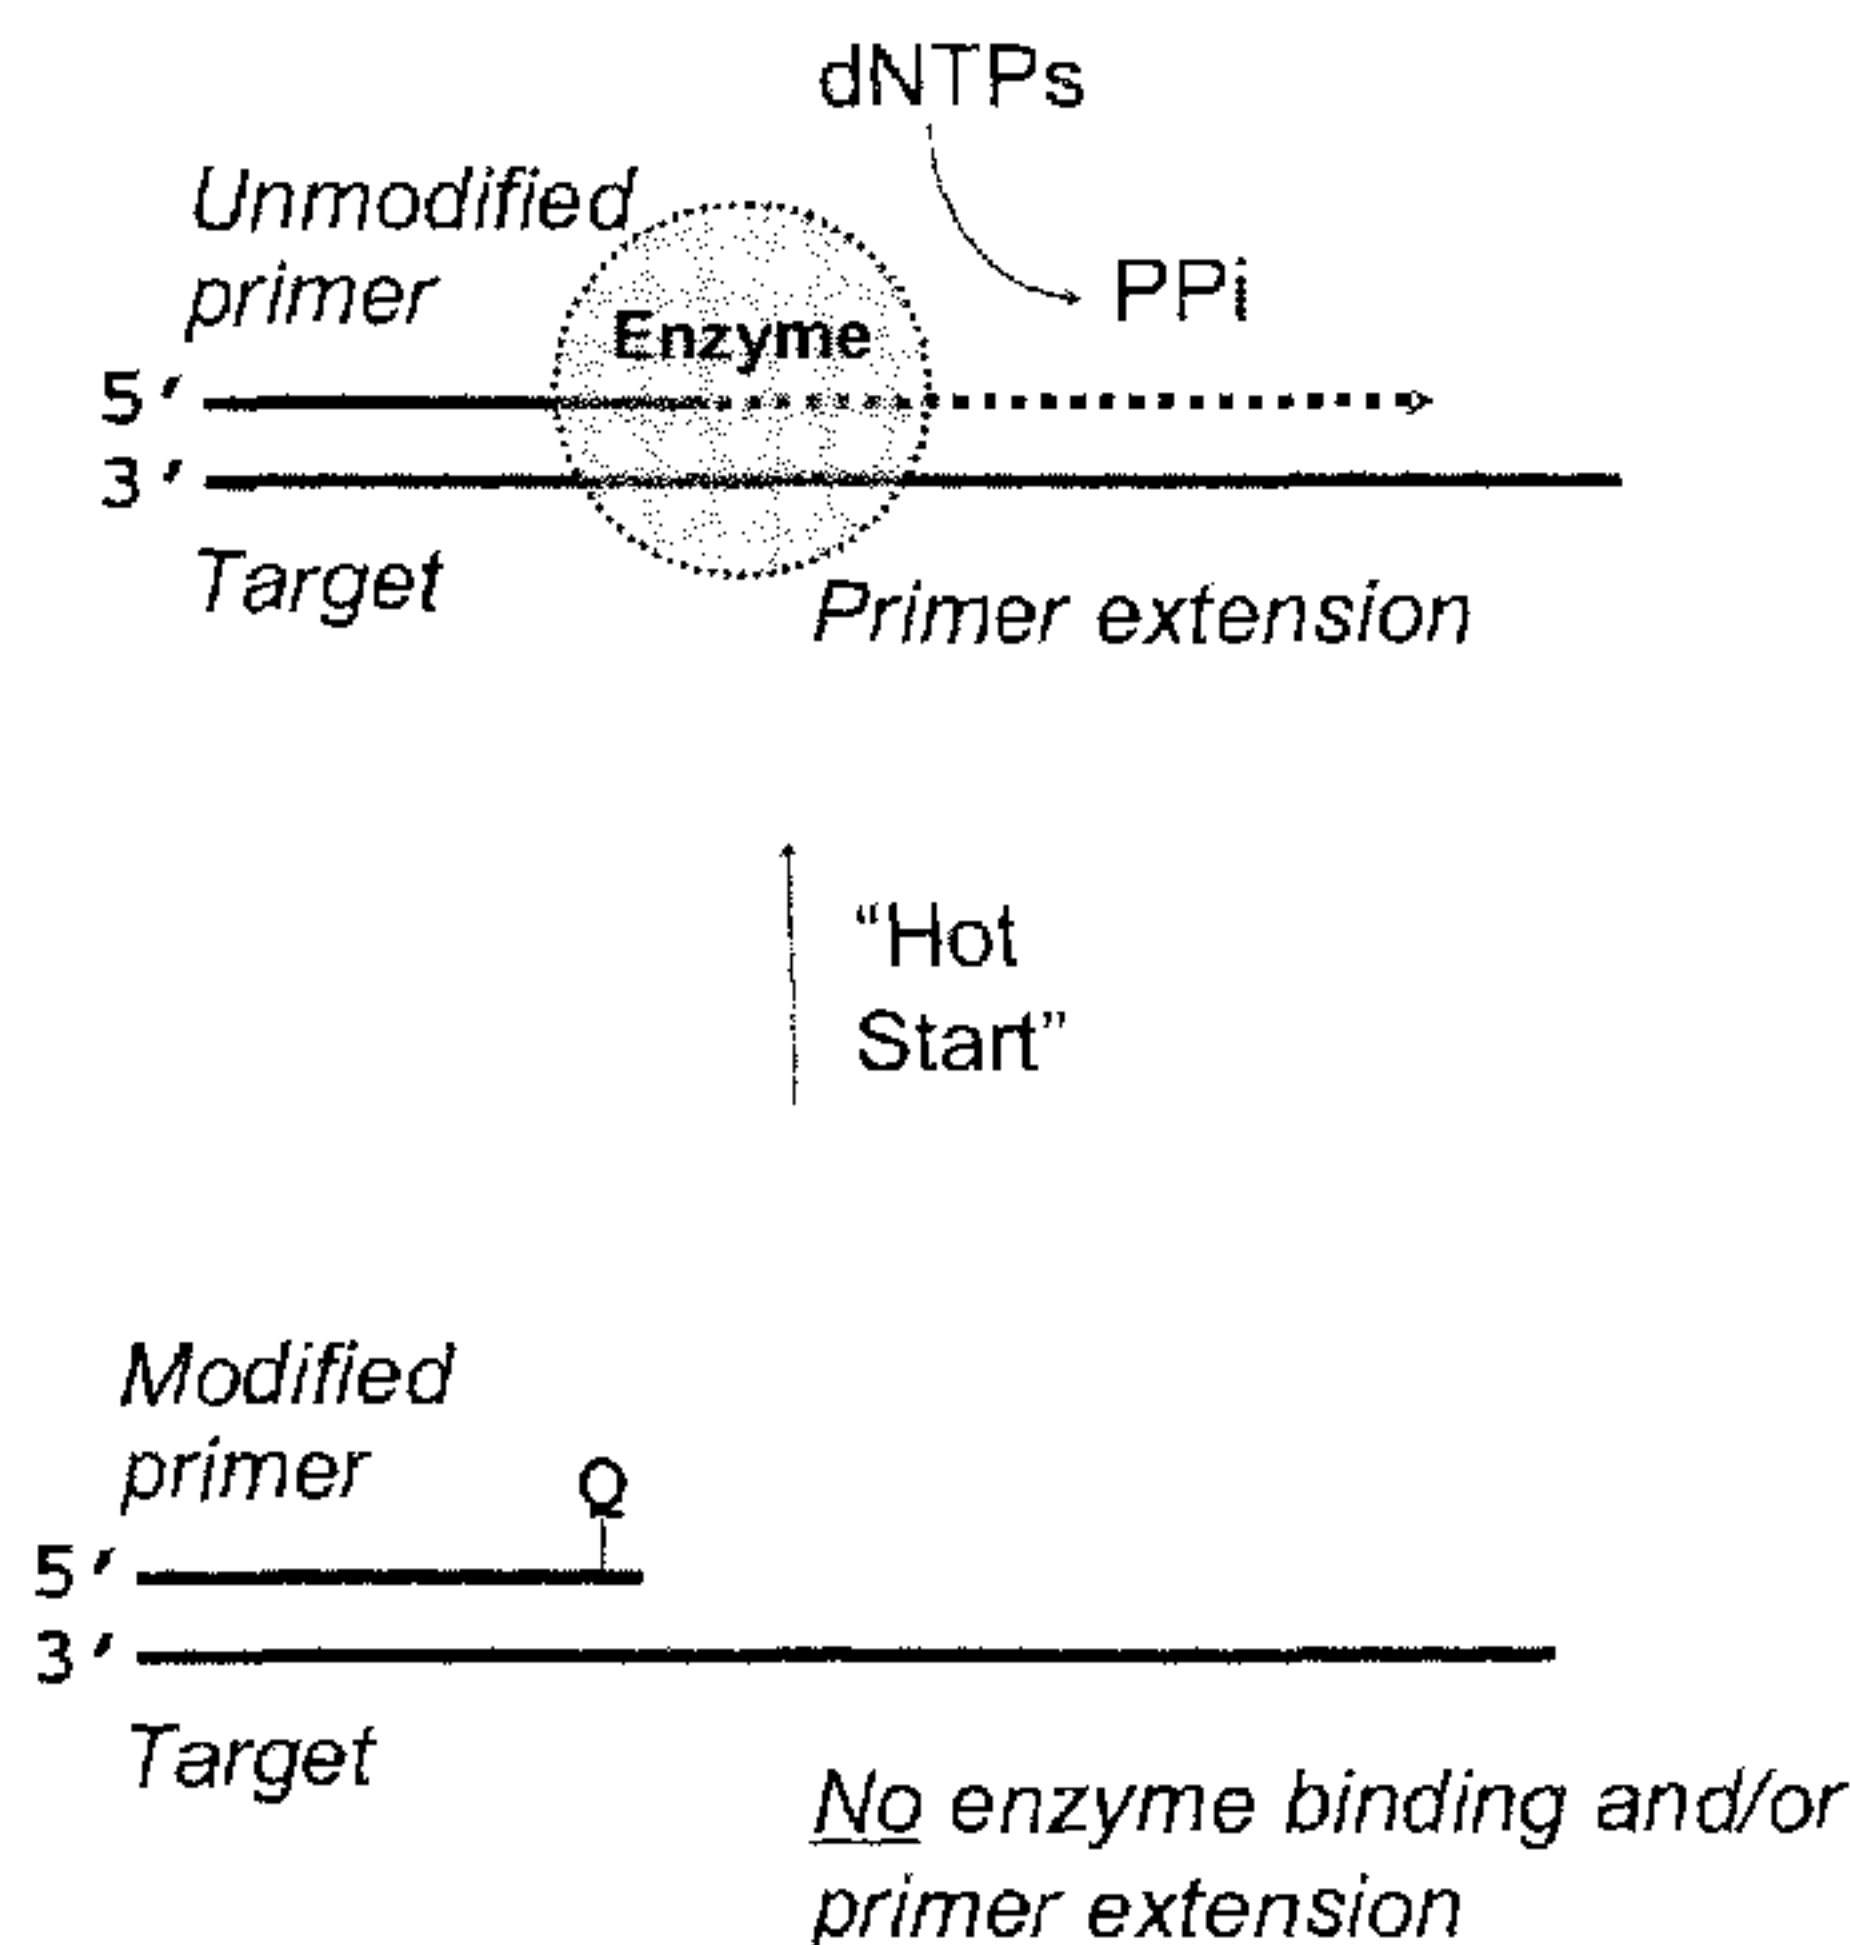 dNTPs
Unmodified
primer
PPi
Enzyme
5′
3′
Target
Primer extension
“Hot
Start”
Modified
primer
Q
5′
3′
Target
No enzyme binding and/or
primer extension